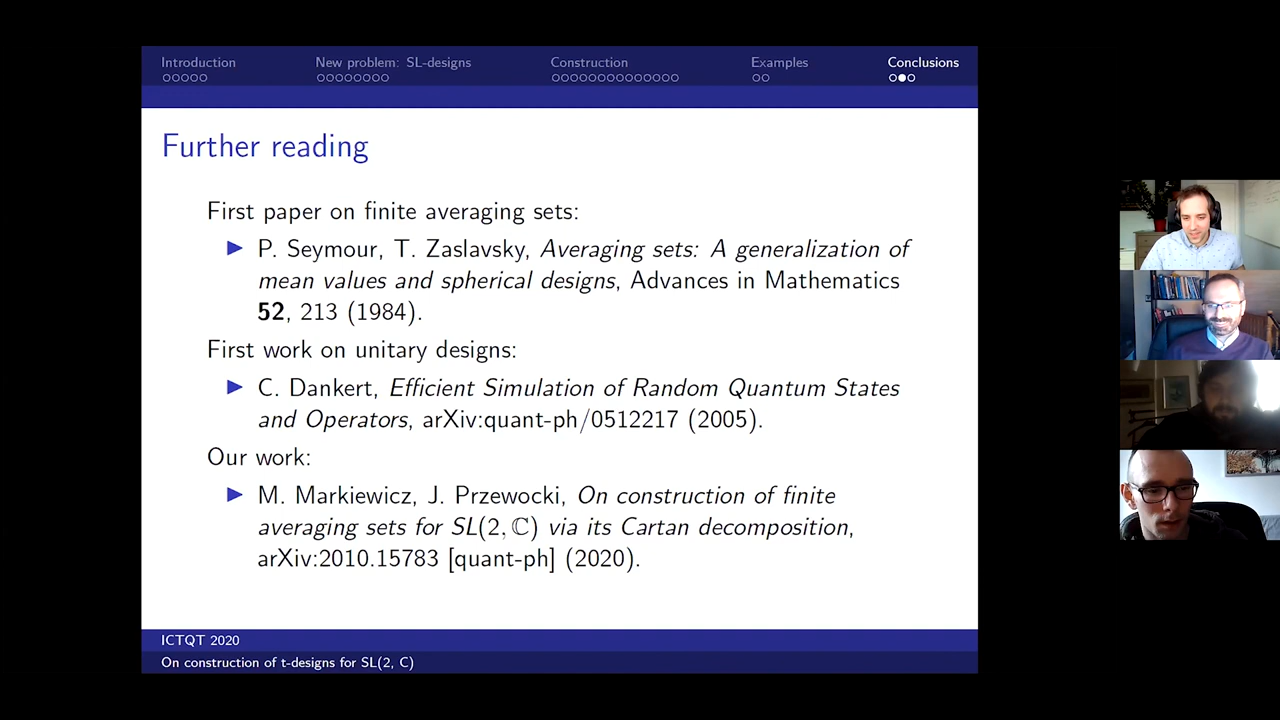 Introduction
New problem: SL-designs
Construction
Examples
Conclusions
Further reading
First paper on finite averaging sets:
P. Seymour, T. Zaslavsky, Averaging sets: A generalization of
mean values and spherical designs, Advances in Mathematics
52, 213 (1984).
First work on unitary designs:
C. Dankert, Efficient Simulation of Random Quantum States
and Operators, arXiv:quant-ph/0512217 (2005).
Our work:
M. Markiewicz, J. Przewocki, On construction of finite
averaging sets for SL(2, ℂ) via its Cartan decomposition,
arXiv:2010.15783 [quant-ph] (2020).
ICTQT 2020
On construction of t-designs for SL(2, C)